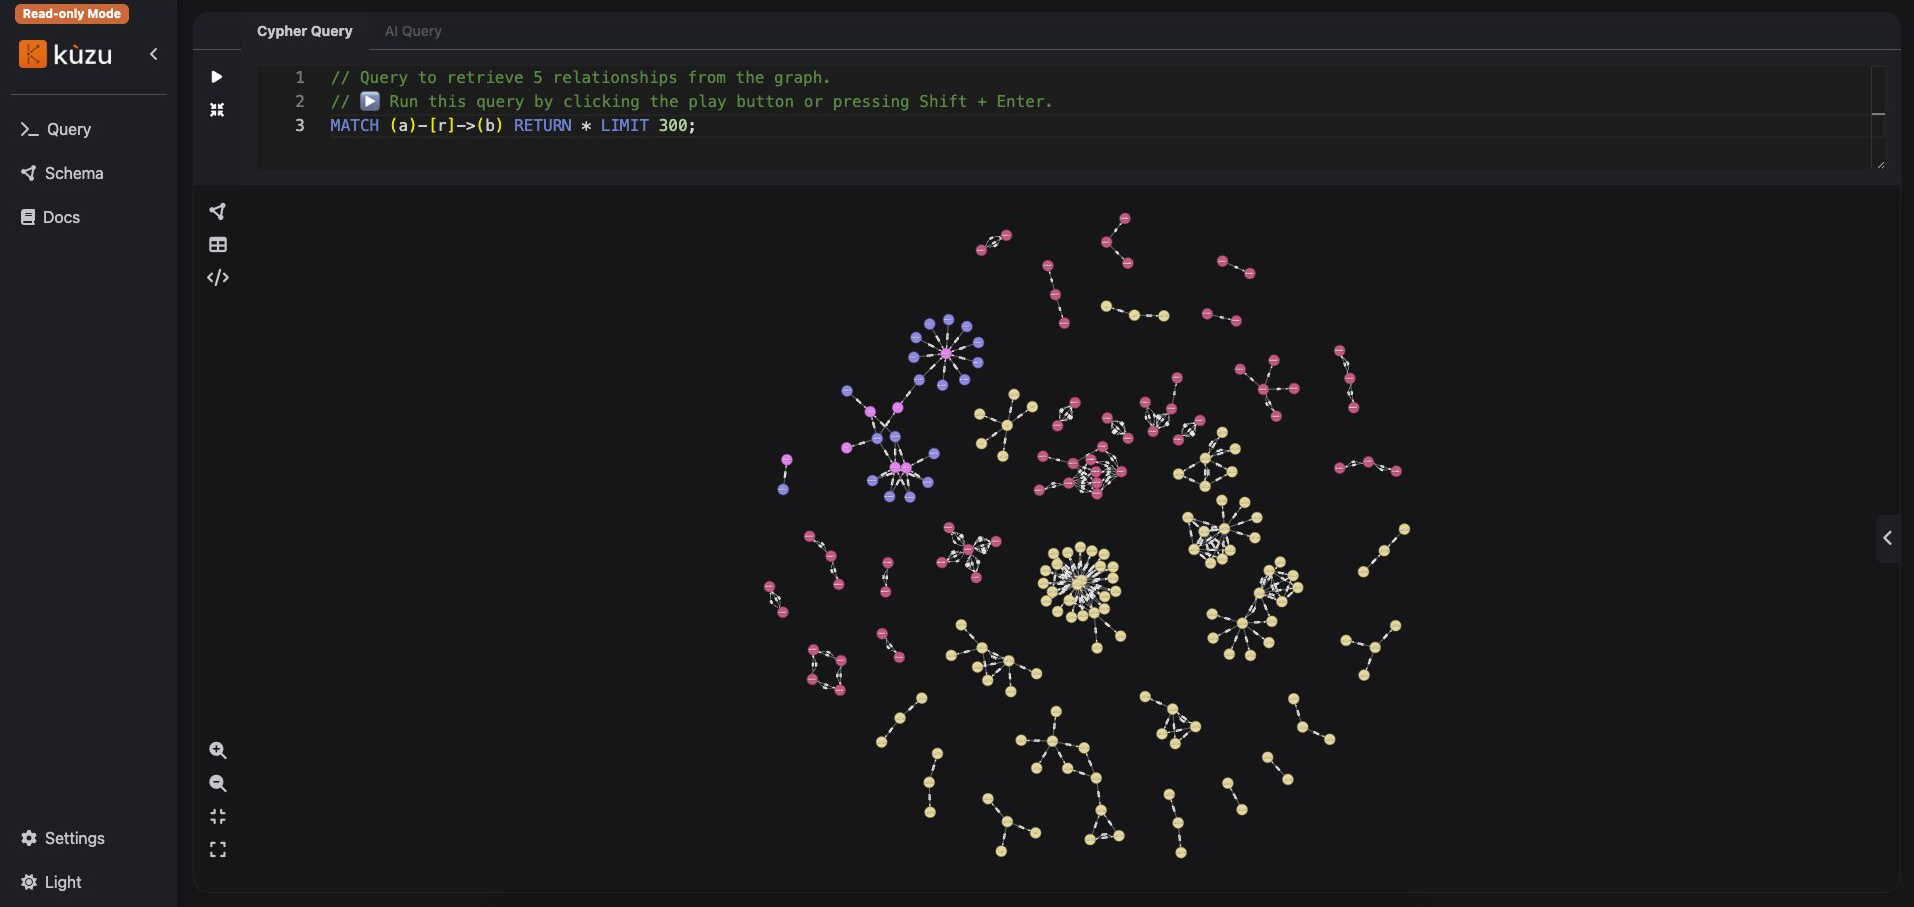 Read-only Mode
kùzu
Query
Schema
Docs
Settings
Light
Cypher Query
AI Query
1 // Query to retrieve 5 relationships from the graph.
2 // ▶️ Run this query by clicking the play button or pressing Shift + Enter.
3 MATCH (a)-[r]->(b) RETURN * LIMIT 300;